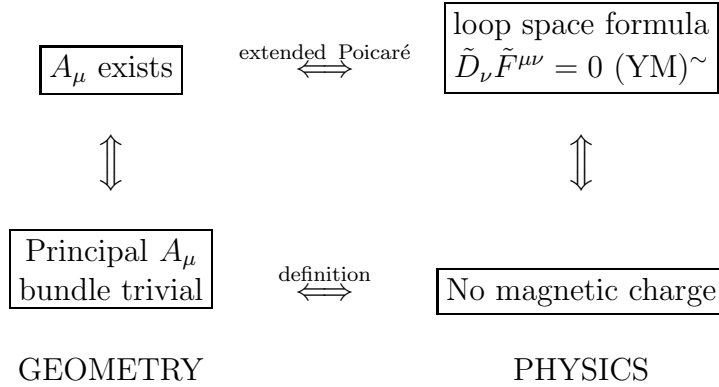 loop space formula
A_μ exists
extended Poicaré
⟺
D̃_ν F̃^{μν} = 0 (YM)^∼
⇕
⇕
Principal A_μ
bundle trivial
definition
⟺
No magnetic charge
GEOMETRY
PHYSICS